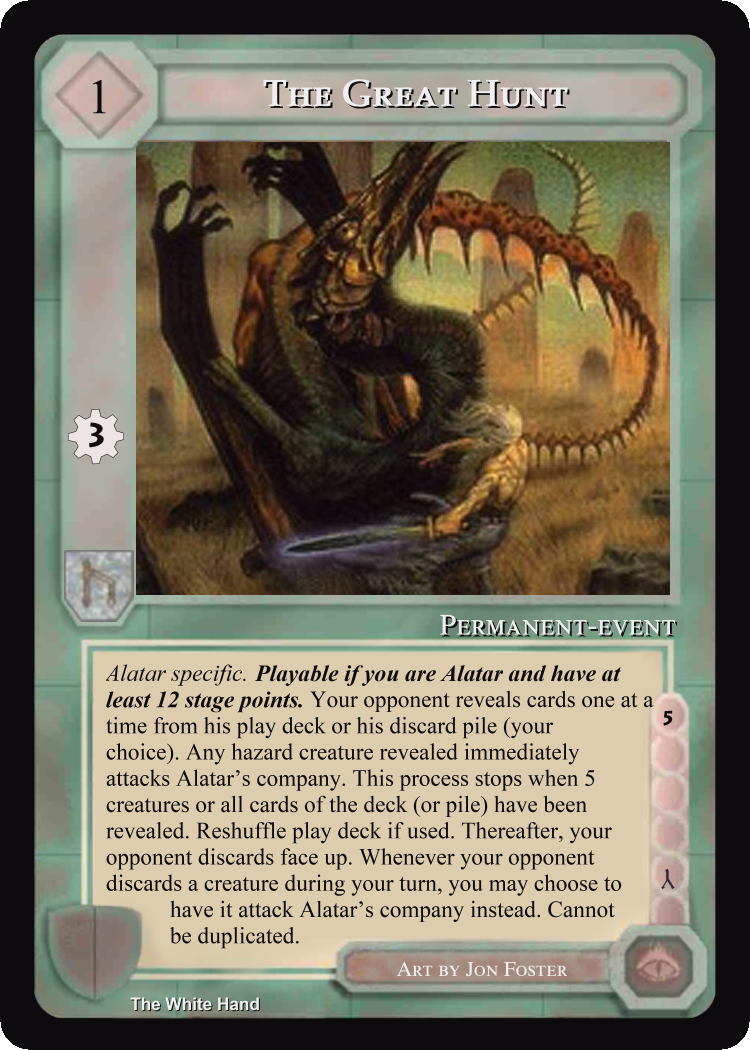 1
The Great Hunt
3
Permanent-event
Alatar specific. Playable if you are Alatar and have at
least 12 stage points. Your opponent reveals cards one at a
time from his play deck or his discard pile (your
choice). Any hazard creature revealed immediately
attacks Alatar's company. This process stops when 5
creatures or all cards of the deck (or pile) have been
revealed. Reshuffle play deck if used. Thereafter, your
opponent discards face up. Whenever your opponent
discards a creature during your turn, you may choose to
have it attack Alatar's company instead. Cannot
be duplicated.
5
Art by Jon Foster
The White Hand